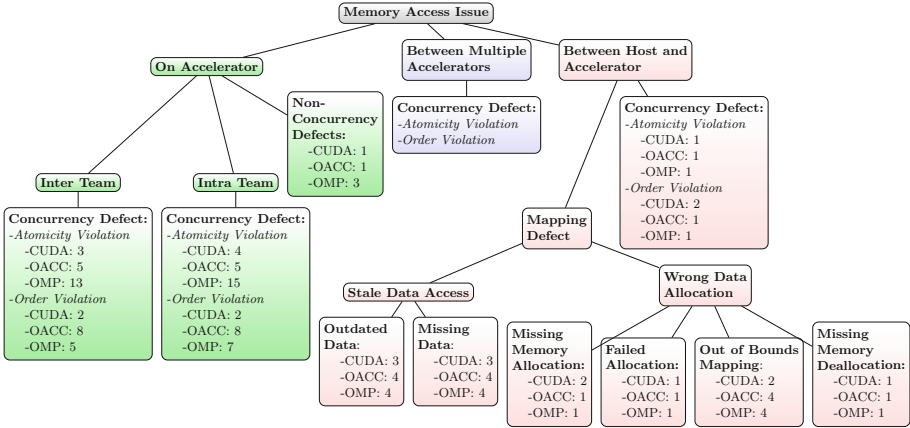 Memory Access Issue
On Accelerator
Between Multiple
Accelerators
Between Host and
Accelerator
Non-
Concurrency
Defects:
-CUDA: 1
-OACC: 1
-OMP: 3
Concurrency Defect:
-Atomicity Violation
-Order Violation
Concurrency Defect:
-Atomicity Violation
-CUDA: 1
-OACC: 1
-OMP: 1
-Order Violation
-CUDA: 2
-OACC: 1
-OMP: 1
Inter Team
Intra Team
Concurrency Defect:
-Atomicity Violation
-CUDA: 3
-OACC: 5
-OMP: 13
-Order Violation
-CUDA: 2
-OACC: 8
-OMP: 5
Concurrency Defect:
-Atomicity Violation
-CUDA: 4
-OACC: 5
-OMP: 15
-Order Violation
-CUDA: 2
-OACC: 8
-OMP: 7
Mapping
Defect
Stale Data Access
Wrong Data
Allocation
Outdated
Data:
-CUDA: 3
-OACC: 4
-OMP: 4
Missing
Data:
-CUDA: 3
-OACC: 4
-OMP: 4
Missing
Memory
Allocation:
-CUDA: 2
-OACC: 1
-OMP: 1
Failed
Allocation:
-CUDA: 1
-OACC: 1
-OMP: 1
Out of Bounds
Mapping:
-CUDA: 2
-OACC: 4
-OMP: 4
Missing
Memory
Deallocation:
-CUDA: 1
-OACC: 1
-OMP: 1